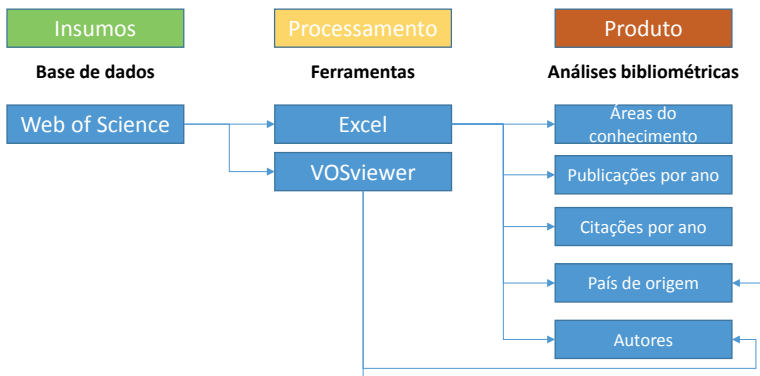 Insumos
Processamento
Produto
Base de dados
Ferramentas
Análises bibliométricas
Web of Science
Excel
Áreas do
conhecimento
VOSviewer
Publicações por ano
Citações por ano
País de origem
Autores